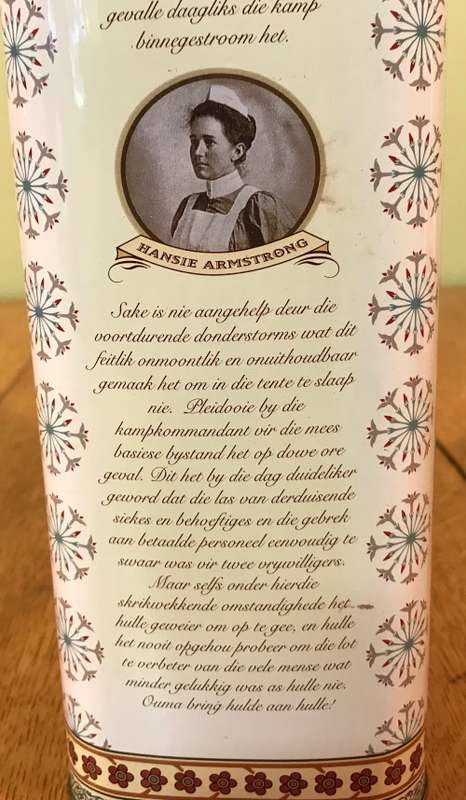 gevalle daagliks die kamp
binnegestroom het.
HANSIE ARMSTRONG
Sake is nie aangehelp deur die
voortdurende donderstorms wat dit
feitlik onmoontlik en onuithoudbaar
gemaak het om in die tente te slaap
nie. Pleidooie by die
kampkommandant vir die mees
basiese bystand het op dowe ore
geval. Dit het by die dag duideliker
geword dat die las van derduisende
siekes en behoeftiges en die gebrek
aan betaalde personeel eenvoudig te
swaar was vir twee vrywilligers.
Maar selfs onder hierdie
skrikwekkende omstandighede het
hulle geweier om op te gee, en hulle
het nooit opgehou probeer om die lot
te verbeter van die vele mense wat
minder gelukkig was as hulle nie.
Ouma bring hulde aan hulle!